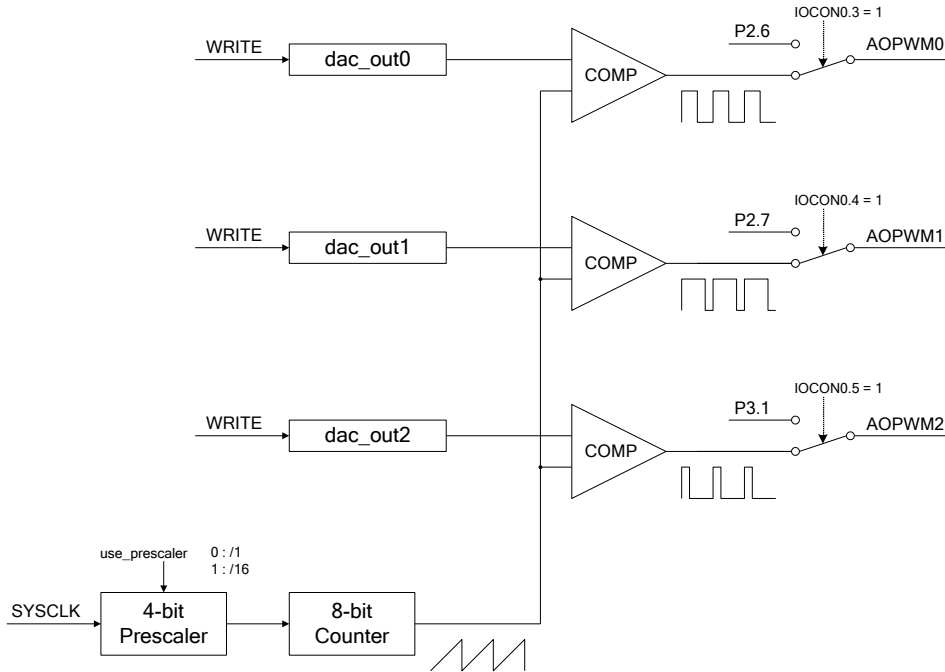 IOCON0.3 = 1
P2.6
AOPWM0
WRITE
dac_out0
COMP
IOCON0.4 = 1
P2.7
AOPWM1
WRITE
dac_out1
COMP
IOCON0.5 = 1
P3.1
AOPWM2
WRITE
dac_out2
COMP
use_prescaler
0 : /1
1 : /16
SYSCLK
4-bit
Prescaler
8-bit
Counter